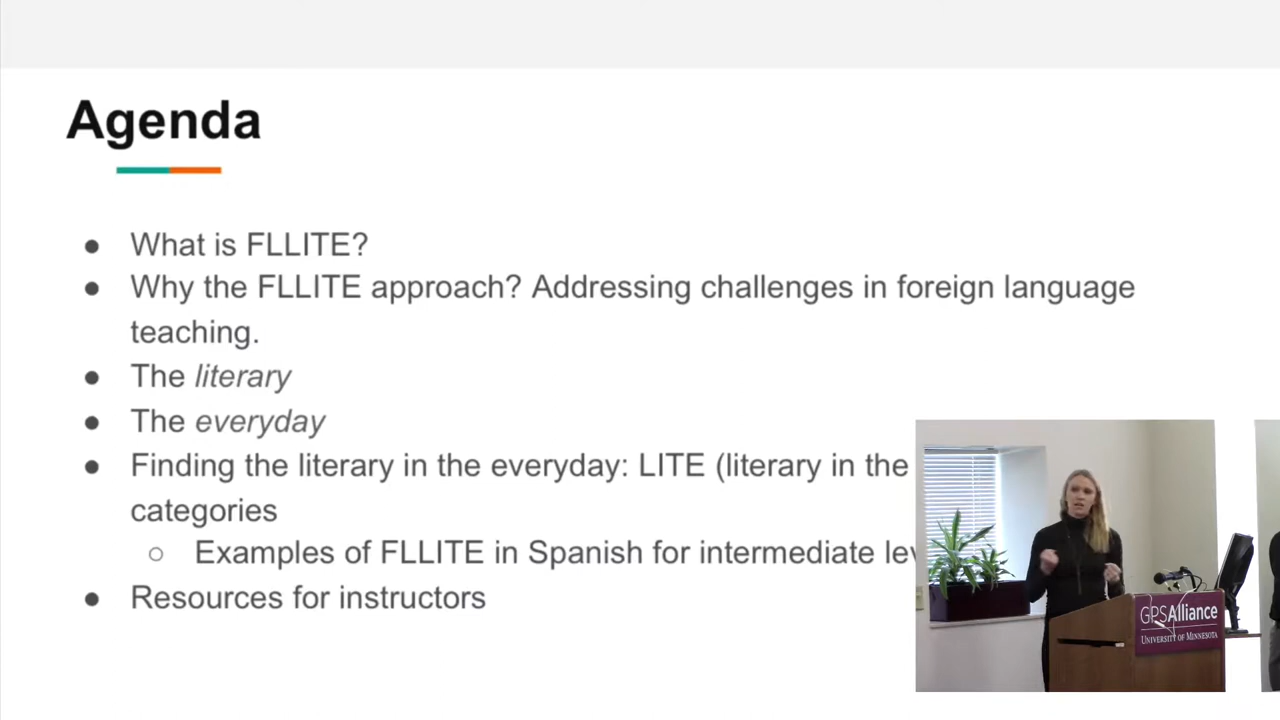 Agenda
● What is FLLITE?
● Why the FLLITE approach? Addressing challenges in foreign language
teaching.
● The literary
● The everyday
● Finding the literary in the everyday: LITE (literary in the
categories
○ Examples of FLLITE in Spanish for intermediate
● Resources for instructors
GPSAlliance
UNIVERSITY OF MINNESOTA